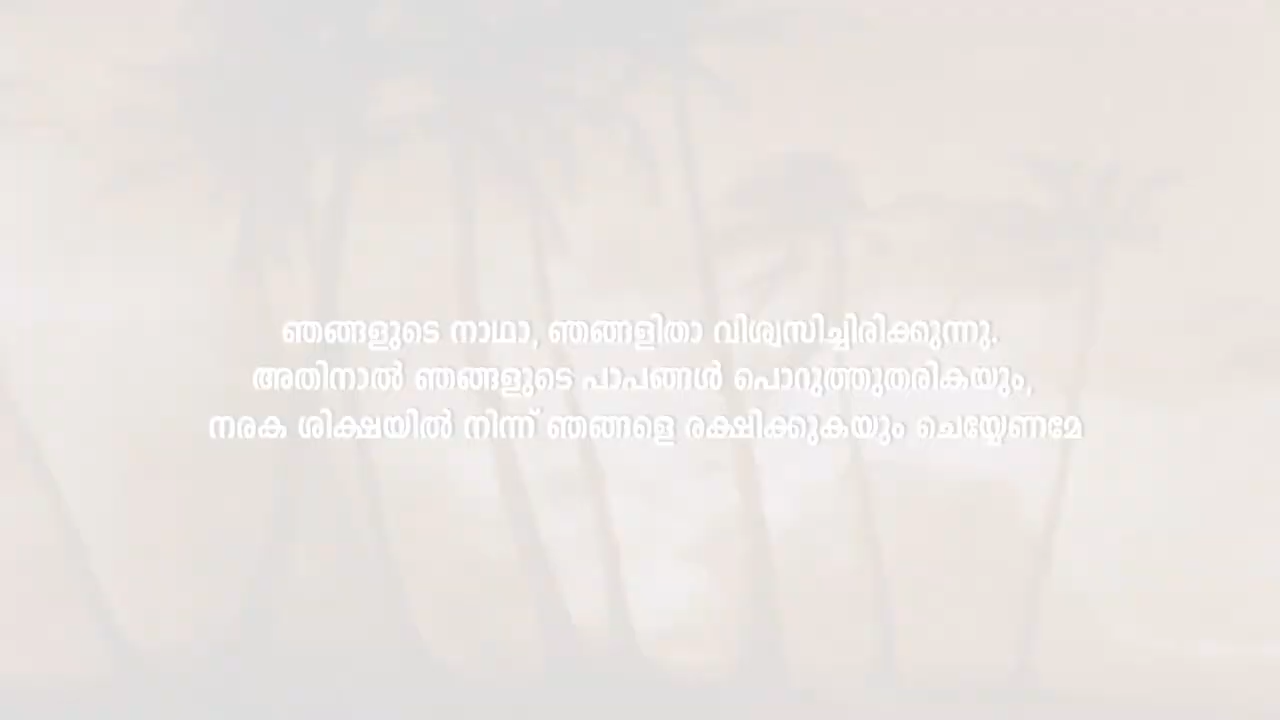 ഞങ്ങളുടെ നാഥാ, ഞങ്ങളിതാ വിശ്വസിച്ചിരിക്കുന്നു.
അതിനാൽ ഞങ്ങളുടെ പാപങ്ങൾ പൊറുത്തുതരികയും,
നരക ശിക്ഷയിൽ നിന്ന് ഞങ്ങളെ രക്ഷിക്കുകയും ചെയ്യേണമേ